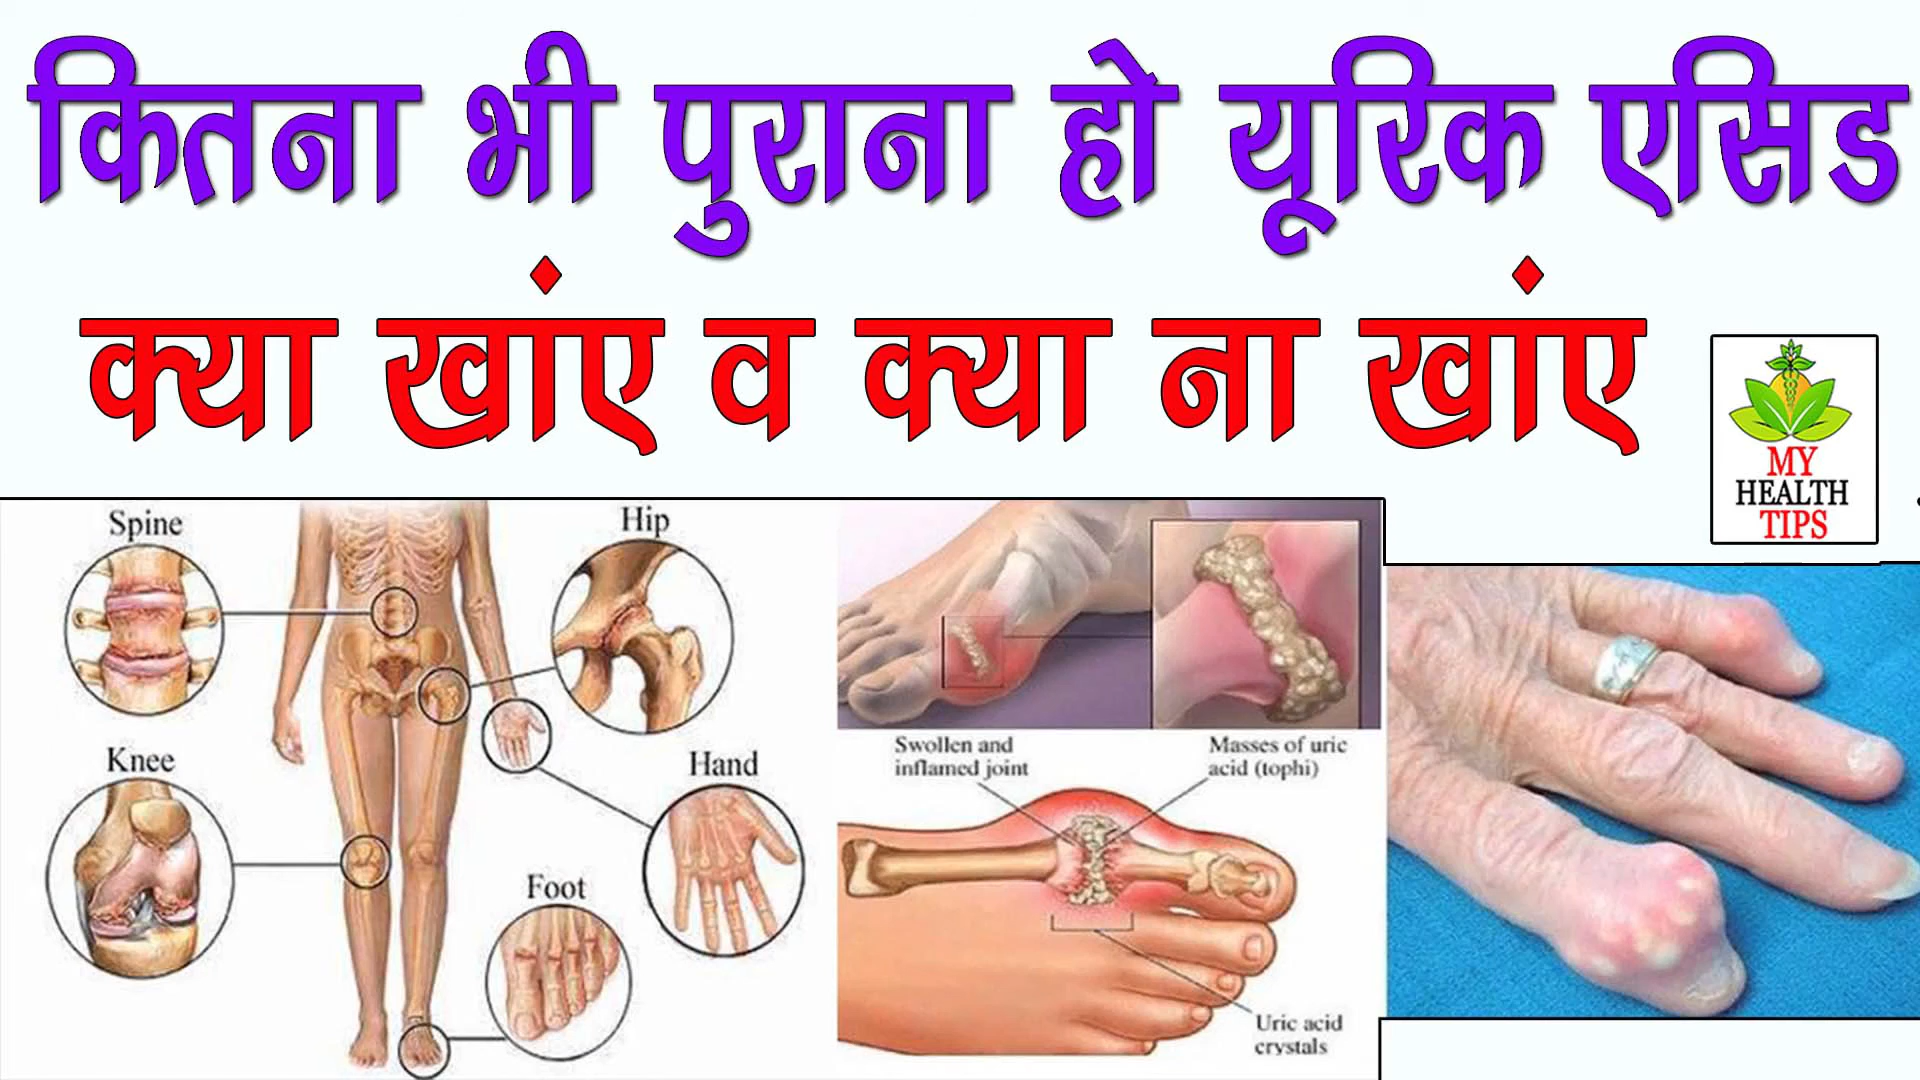 कितना भी पुराना हो यूरिक एसिड
क्या खांए व क्या ना खांए
MY
HEALTH
TIPS
Spine
Hip
Knee
Hand
Foot
Swollen and
inflamed joint
Masses of uric
acid (tophi)
Uric acid
crystals